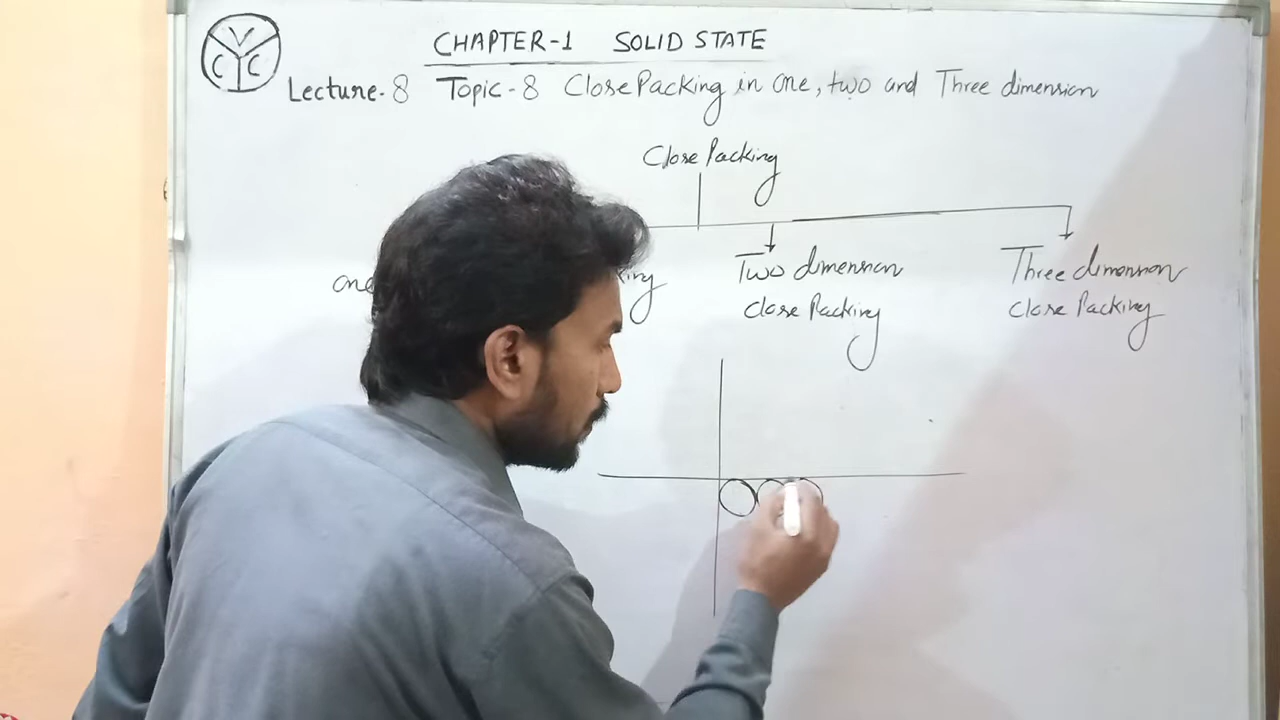 V
C C
CHAPTER-1 SOLID STATE
Lecture-8 Topic-8 Close Packing in one, two and Three dimension
Close Packing
Two dimension
Close Packing
Three dimension
Close Packing